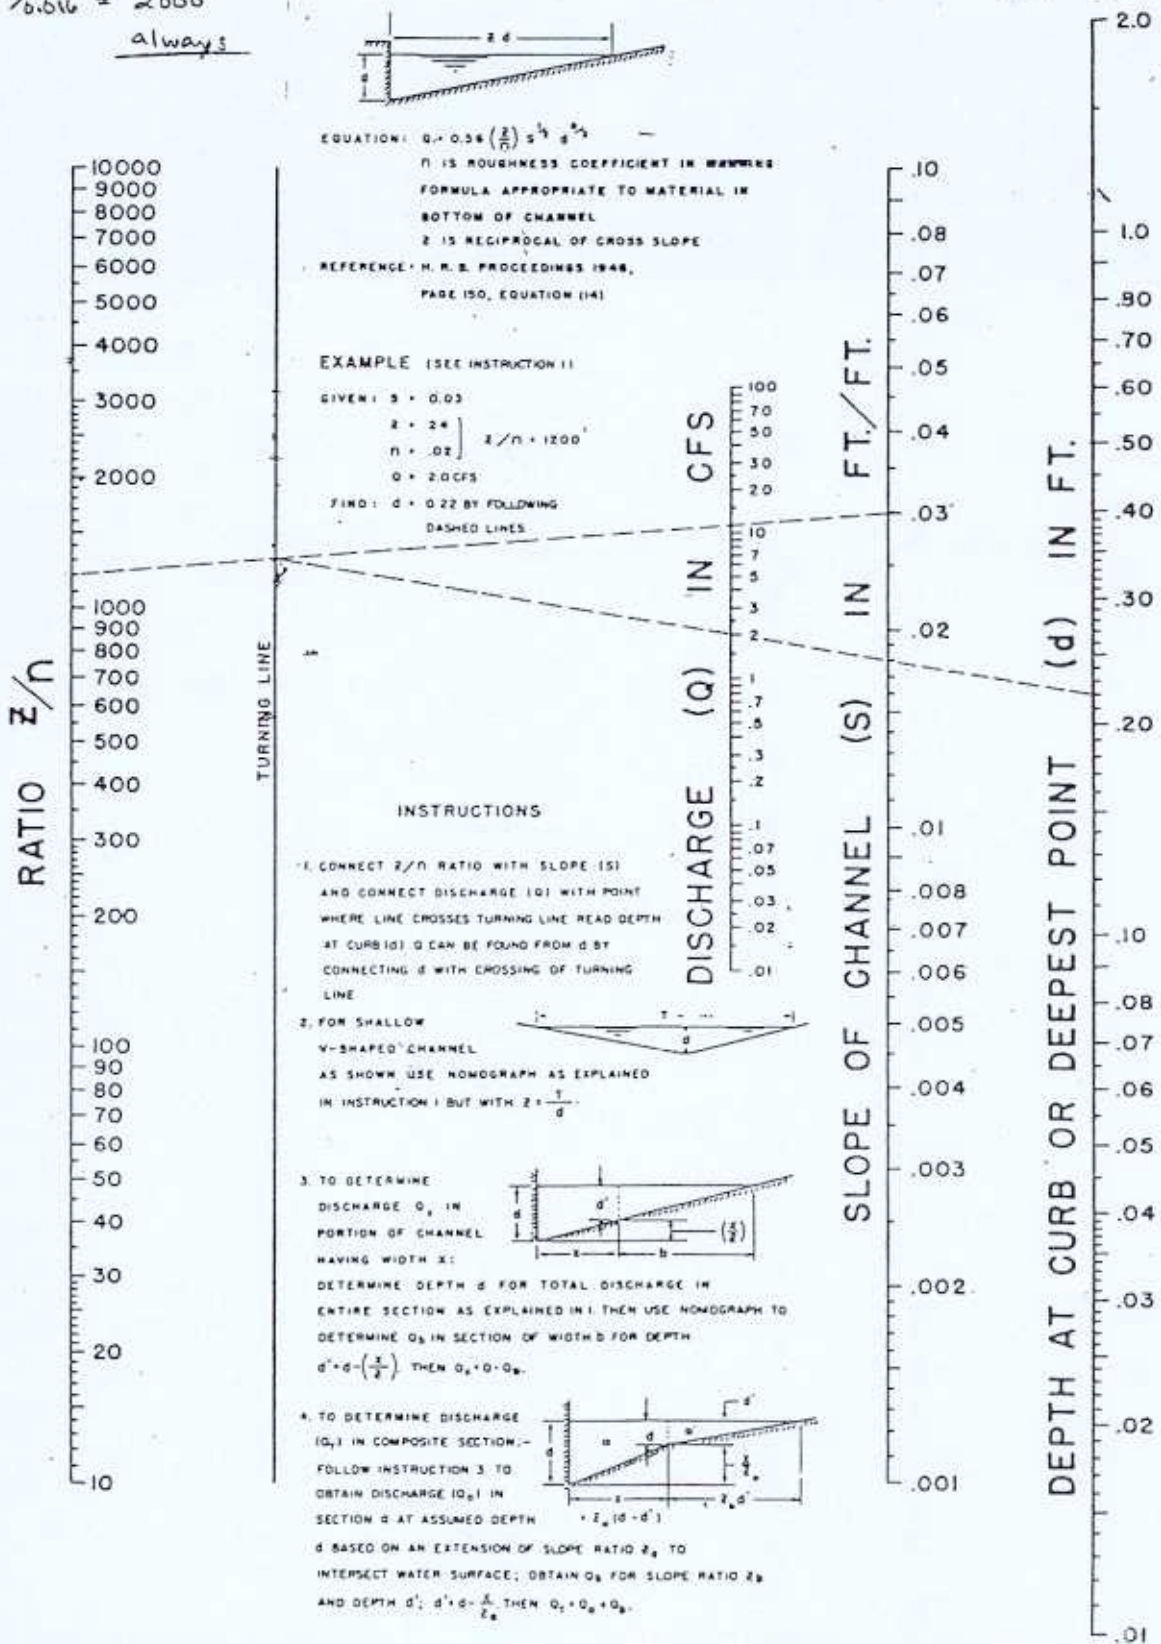 /0.016 = 2000
always
z d
d
EQUATION: Q = 0.56 (Z/n) S^1/2 d^8/3
n IS ROUGHNESS COEFFICIENT IN MANNING
FORMULA APPROPRIATE TO MATERIAL IN
BOTTOM OF CHANNEL
Z IS RECIPROCAL OF CROSS SLOPE
REFERENCE: H. R. B. PROCEEDINGS 1946,
PAGE 150, EQUATION (14)
EXAMPLE (SEE INSTRUCTION 1)
GIVEN: S = 0.03
Z = 24
n = .02
Z/n = 1200
Q = 2.0 CFS
FIND: d = 0.22 BY FOLLOWING
DASHED LINES
RATIO Z/n
10000
9000
8000
7000
6000
5000
4000
3000
2000
1000
900
800
700
600
500
400
300
200
100
90
80
70
60
50
40
30
20
10
TURNING LINE
INSTRUCTIONS
1. CONNECT Z/n RATIO WITH SLOPE (S)
AND CONNECT DISCHARGE (Q) WITH POINT
WHERE LINE CROSSES TURNING LINE READ DEPTH
AT CURB (d) Q CAN BE FOUND FROM d BY
CONNECTING d WITH CROSSING OF TURNING
LINE
2. FOR SHALLOW
V-SHAPED CHANNEL
AS SHOWN USE NOMOGRAPH AS EXPLAINED
IN INSTRUCTION 1 BUT WITH Z = T/d
T
d
3. TO DETERMINE
DISCHARGE Qx IN
PORTION OF CHANNEL
HAVING WIDTH X:
DETERMINE DEPTH d FOR TOTAL DISCHARGE IN
ENTIRE SECTION AS EXPLAINED IN 1. THEN USE NOMOGRAPH TO
DETERMINE Qb IN SECTION OF WIDTH b FOR DEPTH
d' = d - (x/z) THEN Qx = Q - Qb.
d
d'
(x/z)
x
b
4. TO DETERMINE DISCHARGE
(QT) IN COMPOSITE SECTION:-
FOLLOW INSTRUCTION 3 TO
OBTAIN DISCHARGE (Qa) IN
SECTION a AT ASSUMED DEPTH
d BASED ON AN EXTENSION OF SLOPE RATIO Za TO
INTERSECT WATER SURFACE; OBTAIN Qb FOR SLOPE RATIO Zb
AND DEPTH d'; d' = d - x/Za THEN QT = Qa + Qb.
d
a
d'
x/Za
x
Zb d'
= Za (d - d')
DISCHARGE (Q) IN CFS
100
70
50
30
20
10
7
5
3
2
1
.7
.5
.3
.2
.1
.07
.05
.03
.02
.01
SLOPE OF CHANNEL (S) IN FT./FT.
.10
.08
.07
.06
.05
.04
.03
.02
.01
.008
.007
.006
.005
.004
.003
.002
.001
DEPTH AT CURB OR DEEPEST POINT (d) IN FT.
2.0
1.0
.90
.70
.60
.50
.40
.30
.20
.10
.08
.07
.06
.05
.04
.03
.02
.01